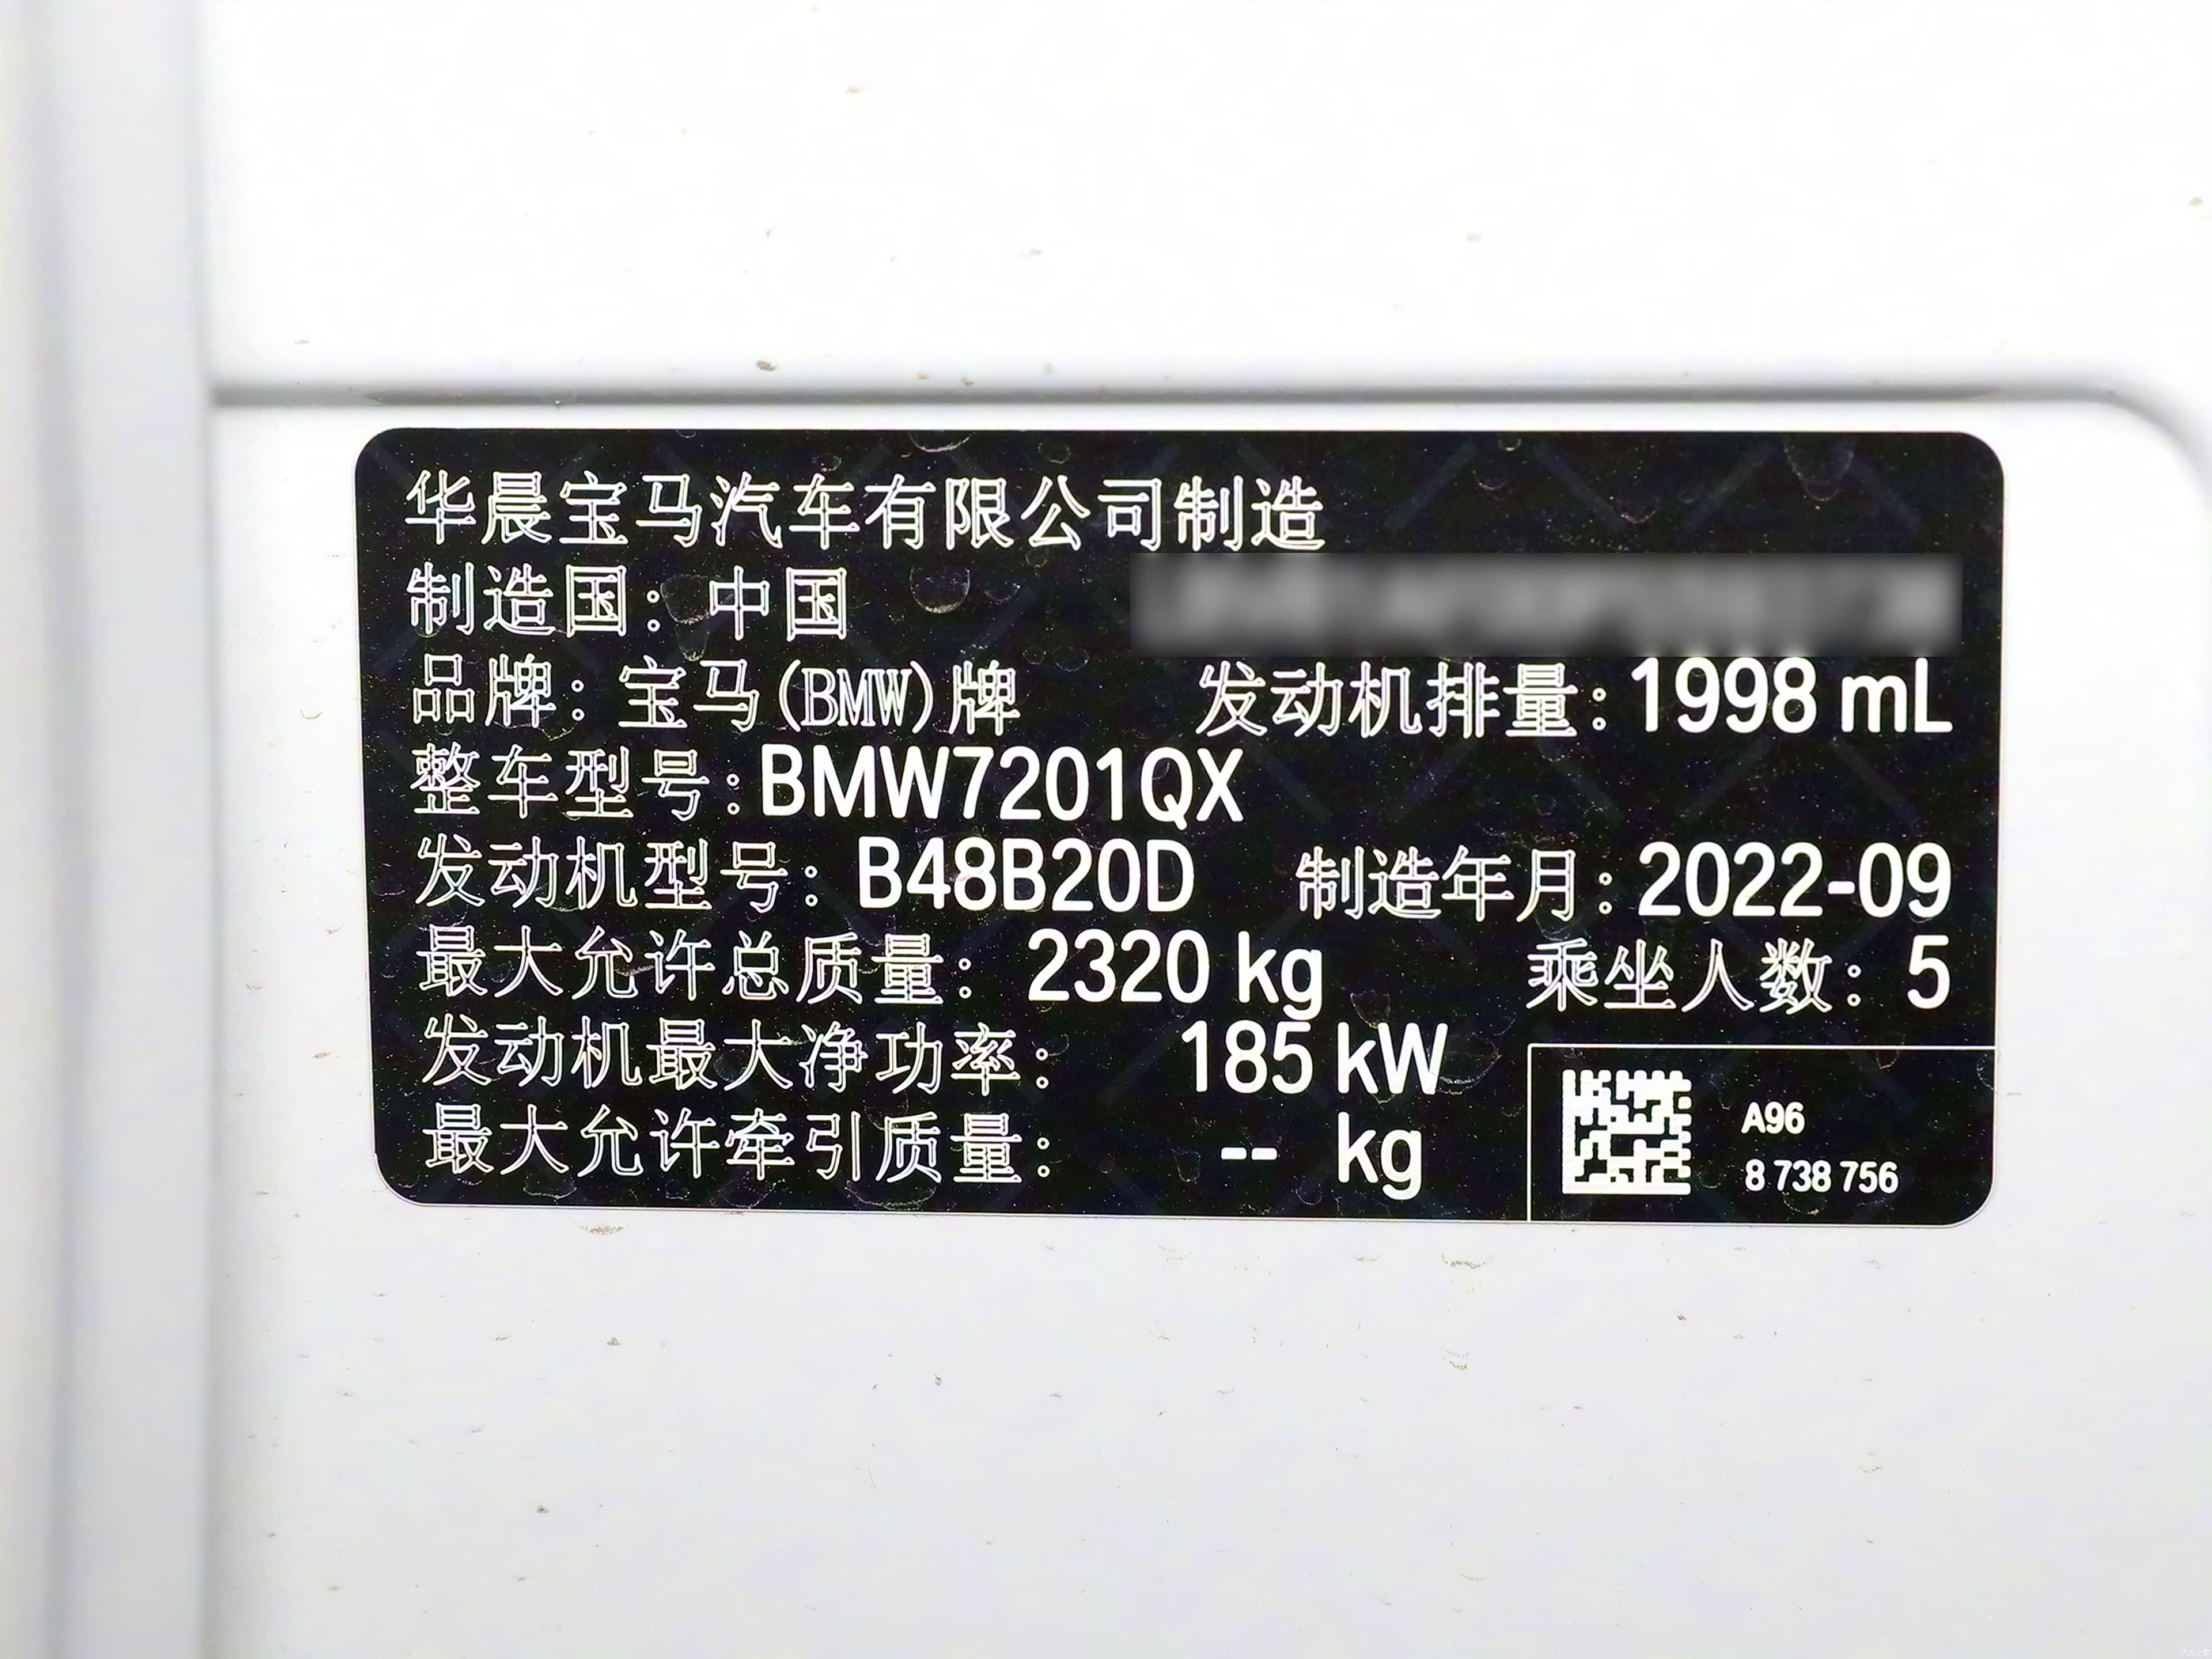 华晨宝马汽车有限公司制造
制造国：中国
品牌：宝马(BMW)牌 发动机排量：1998 mL
整车型号：BMW7201QX
发动机型号：B48B20D 制造年月：2022-09
最大允许总质量：2320 kg 乘坐人数：5
发动机最大净功率：185 kW
最大允许牵引质量：-- kg
A96
8 738 756